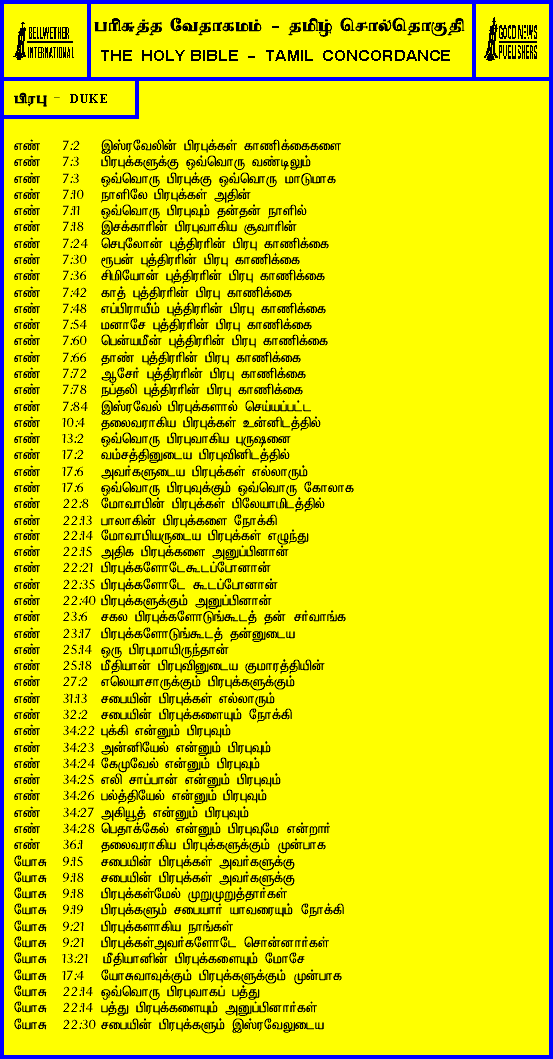 BELLWETHER
INTERNATIONAL
பரிசுத்த வேதாகமம் - தமிழ் சொல்தொகுதி
THE HOLY BIBLE - TAMIL CONCORDANCE
GOOD NEWS
PUBLISHERS
பிரபு - DUKE
எண் 7:2 இஸ்ரவேலின் பிரபுக்கள் காணிக்கைகளை
எண் 7:3 பிரபுக்களுக்கு ஒவ்வொரு வண்டிலும்
எண் 7:3 ஒவ்வொரு பிரபுக்கு ஒவ்வொரு மாடுமாக
எண் 7:10 நாளிலே பிரபுக்கள் அதின்
எண் 7:11 ஒவ்வொரு பிரபுவும் தன்தன் நாளில்
எண் 7:18 இசக்காரின் பிரபுவாகிய சூவாரின்
எண் 7:24 செபுலோன் புத்திரரின் பிரபு காணிக்கை
எண் 7:30 ரூபன் புத்திரரின் பிரபு காணிக்கை
எண் 7:36 சிமியோன் புத்திரரின் பிரபு காணிக்கை
எண் 7:42 காத் புத்திரரின் பிரபு காணிக்கை
எண் 7:48 எப்பிராயீம் புத்திரரின் பிரபு காணிக்கை
எண் 7:54 மனாசே புத்திரரின் பிரபு காணிக்கை
எண் 7:60 பென்யமீன் புத்திரரின் பிரபு காணிக்கை
எண் 7:66 தாண் புத்திரரின் பிரபு காணிக்கை
எண் 7:72 ஆசேர் புத்திரரின் பிரபு காணிக்கை
எண் 7:78 நப்தலி புத்திரரின் பிரபு காணிக்கை
எண் 7:84 இஸ்ரவேல் பிரபுக்களால் செய்யப்பட்ட
எண் 10:4 தலைவராகிய பிரபுக்கள் உன்னிடத்தில்
எண் 13:2 ஒவ்வொரு பிரபுவாகிய புருஷனை
எண் 17:2 வம்சத்தினுடைய பிரபுவினிடத்தில்
எண் 17:6 அவர்களுடைய பிரபுக்கள் எல்லாரும்
எண் 17:6 ஒவ்வொரு பிரபுவுக்கும் ஒவ்வொரு கோலாக
எண் 22:8 மோவாபின் பிரபுக்கள் பிலேயாமிடத்தில்
எண் 22:13 பாலாகின் பிரபுக்களை நோக்கி
எண் 22:14 மோவாபியருடைய பிரபுக்கள் எழுந்து
எண் 22:15 அதிக பிரபுக்களை அனுப்பினான்
எண் 22:21 பிரபுக்களோடேகூடப்போனான்
எண் 22:35 பிரபுக்களோடே கூடப்போனான்
எண் 22:40 பிரபுக்களுக்கும் அனுப்பினான்
எண் 23:6 சகல பிரபுக்களோடுங்கூடத் தன் சர்வாங்க
எண் 23:17 பிரபுக்களோடுங்கூடத் தன்னுடைய
எண் 25:14 ஒரு பிரபுமாயிருந்தான்
எண் 25:18 மீதியான் பிரபுவினுடைய குமாரத்தியின்
எண் 27:2 எலெயாசாருக்கும் பிரபுக்களுக்கும்
எண் 31:13 சபையின் பிரபுக்கள் எல்லாரும்
எண் 32:2 சபையின் பிரபுக்களையும் நோக்கி
எண் 34:22 புக்கி என்னும் பிரபுவும்
எண் 34:23 அன்னியேல் என்னும் பிரபுவும்
எண் 34:24 கேமுவேல் என்னும் பிரபுவும்
எண் 34:25 எலி சாப்பான் என்னும் பிரபுவும்
எண் 34:26 பல்த்தியேல் என்னும் பிரபுவும்
எண் 34:27 அகியூத் என்னும் பிரபுவும்
எண் 34:28 பெதாக்கேல் என்னும் பிரபுவுமே என்றார்
எண் 36:1 தலைவராகிய பிரபுக்களுக்கும் முன்பாக
யோசு 9:15 சபையின் பிரபுக்கள் அவர்களுக்கு
யோசு 9:18 சபையின் பிரபுக்கள் அவர்களுக்கு
யோசு 9:18 பிரபுக்கள்மேல் முறுமுறுத்தார்கள்
யோசு 9:19 பிரபுக்களும் சபையார் யாவரையும் நோக்கி
யோசு 9:21 பிரபுக்களாகிய நாங்கள்
யோசு 9:21 பிரபுக்கள்அவர்களோடே சொன்னார்கள்
யோசு 13:21 மீதியானின் பிரபுக்களையும் மோசே
யோசு 17:4 யோசுவாவுக்கும் பிரபுக்களுக்கும் முன்பாக
யோசு 22:14 ஒவ்வொரு பிரபுவாகப் பத்து
யோசு 22:14 பத்து பிரபுக்களையும் அனுப்பினார்கள்
யோசு 22:30 சபையின் பிரபுக்களும் இஸ்ரவேலுடைய